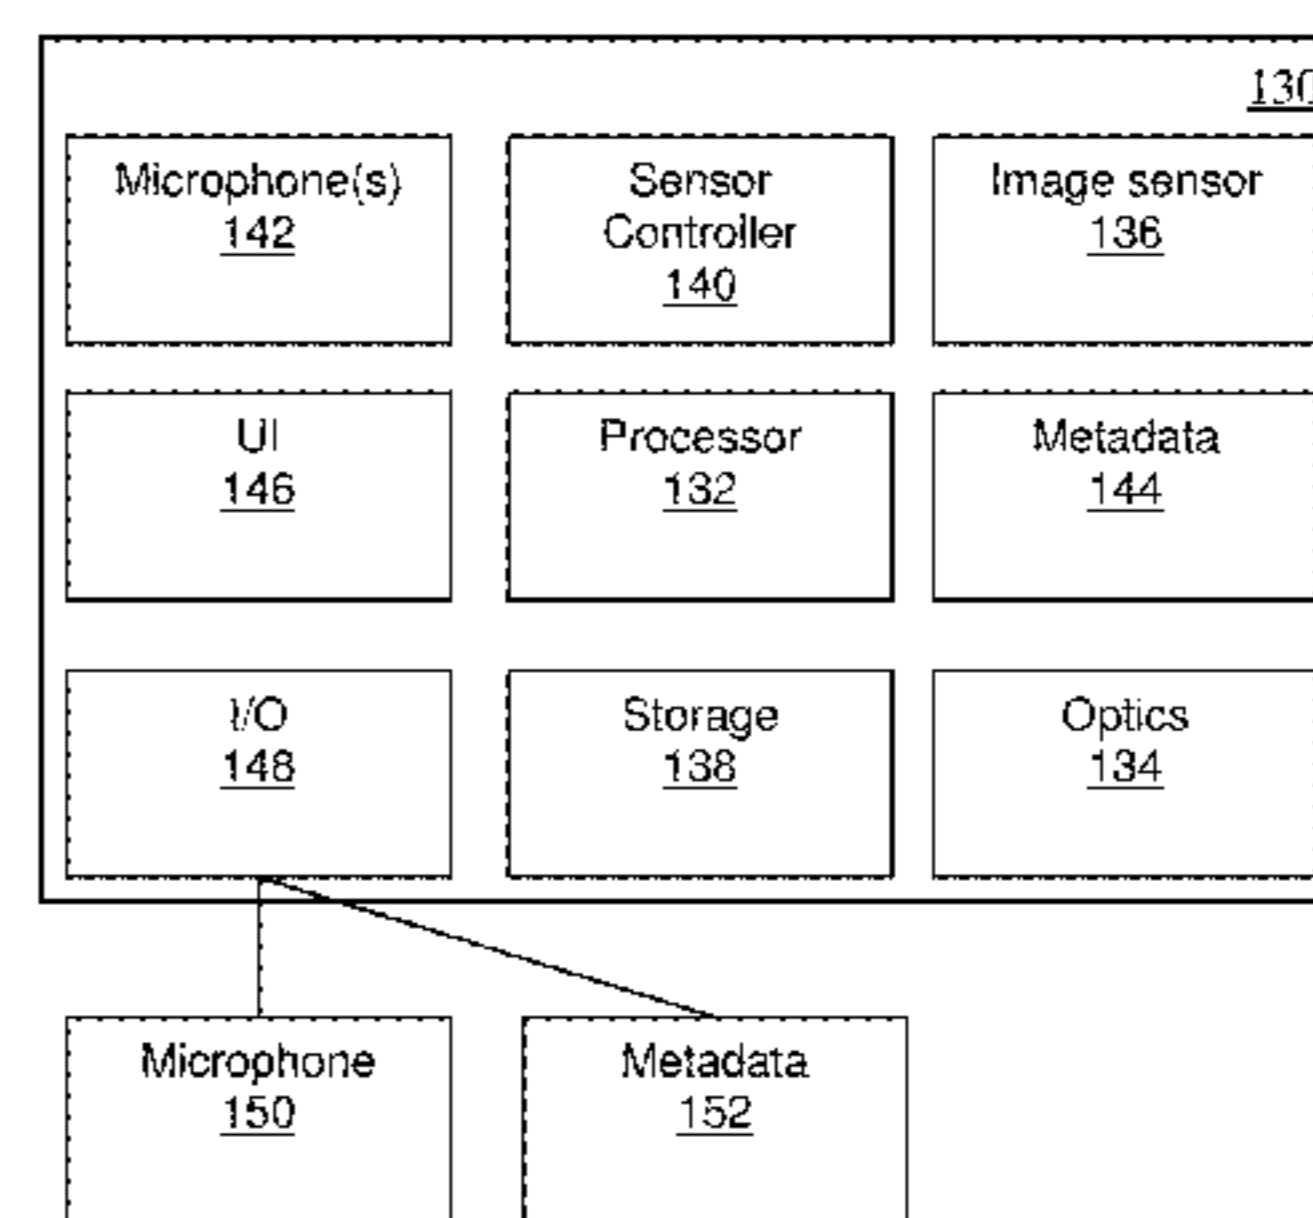 130
Microphone(s)
142
Sensor
Controller
140
Image sensor
136
UI
146
Processor
132
Metadata
144
I/O
148
Storage
138
Optics
134
Microphone
150
Metadata
152